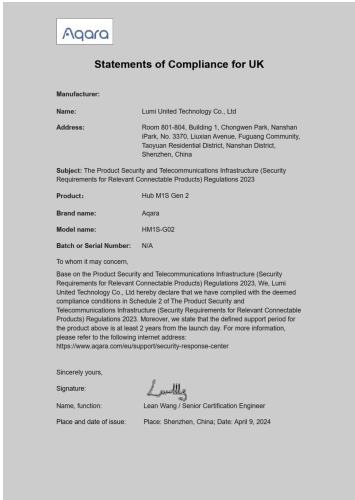 Aqara
Statements of Compliance for UK
Manufacturer:
Name: Lumi United Technology Co., Ltd
Address: Room 801-804, Building 1, Chongwen Park, Nanshan
iPark, No. 3370, Liuxian Avenue, Fuguang Community,
Taoyuan Residential District, Nanshan District,
Shenzhen, China
Subject: The Product Security and Telecommunications Infrastructure (Security
Requirements for Relevant Connectable Products) Regulations 2023
Product: Hub M1S Gen 2
Brand name: Aqara
Model name: HM1S-G02
Batch or Serial Number: N/A
To whom it may concern,
Base on the Product Security and Telecommunications Infrastructure (Security
Requirements for Relevant Connectable Products) Regulations 2023, We, Lumi
United Technology Co., Ltd hereby declare that we have complied with the deemed
compliance conditions in Schedule 2 of The Product Security and
Telecommunications Infrastructure (Security Requirements for Relevant Connectable
Products) Regulations 2023. Moreover, we state that the defined support period for
the product above is at least 2 years from the launch day. For more information,
please refer to the following internet address:
https://www.aqara.com/eu/support/security-response-center
Sincerely yours,
Signature:
Name, function: Lean Wang / Senior Certification Engineer
Place and date of issue: Place: Shenzhen, China; Date: April 9, 2024